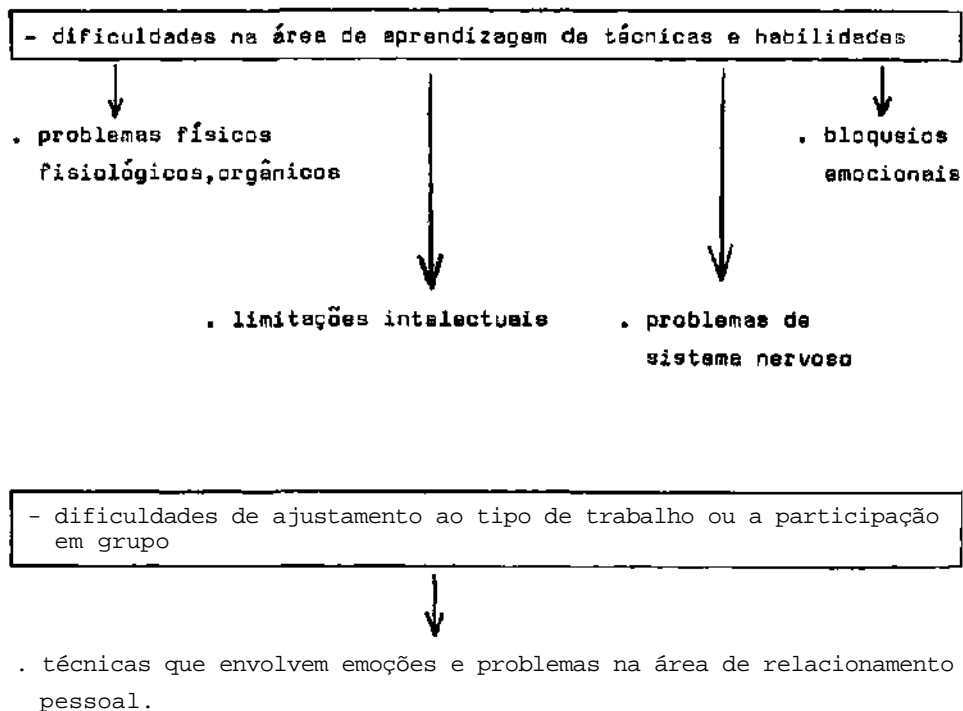 - dificuldades na área de aprendizagem de técnicas e habilidades
. problemas físicos
fisiológicos,orgânicos
. bloqueios
emocionais
. limitações intelectuais
. problemas de
sistema nervoso
- dificuldades de ajustamento ao tipo de trabalho ou a participação
em grupo
. técnicas que envolvem emoções e problemas na área de relacionamento
pessoal.